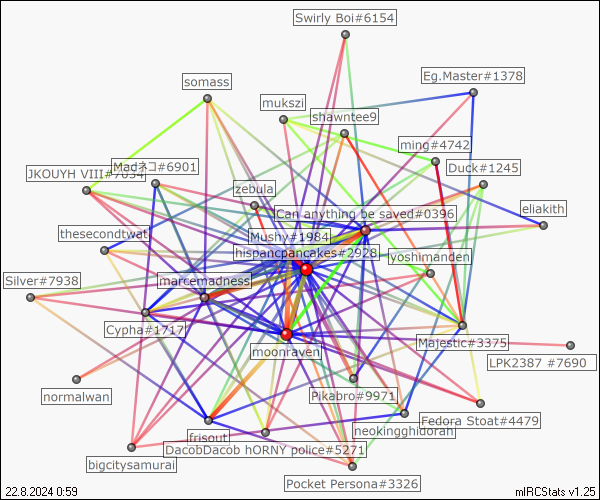 Swirly Boi#6154
Eg.Master#1378
somass
mukszi
shawntee9
ming#4742
JKOUYH VIII#7034
Madネコ#6901
Duck#1245
zebula
Can anything be saved#0396
eliakith
thesecondtwat
Mushy#1984
hispancpancakes#2928
iyoshimanden
Silver#7938
marcemadness
Cypha#1717
Majestic#3375
moonraven
LPK2387 #7690
normalwan
Pikabro#9971
Fedora Stoat#4479
neokingghidorah
frisout
DacobDacob hORNY police#5271
bigcitysamurai
Pocket Persona#3326
22.8.2024 0:59
mIRCStats v1.25